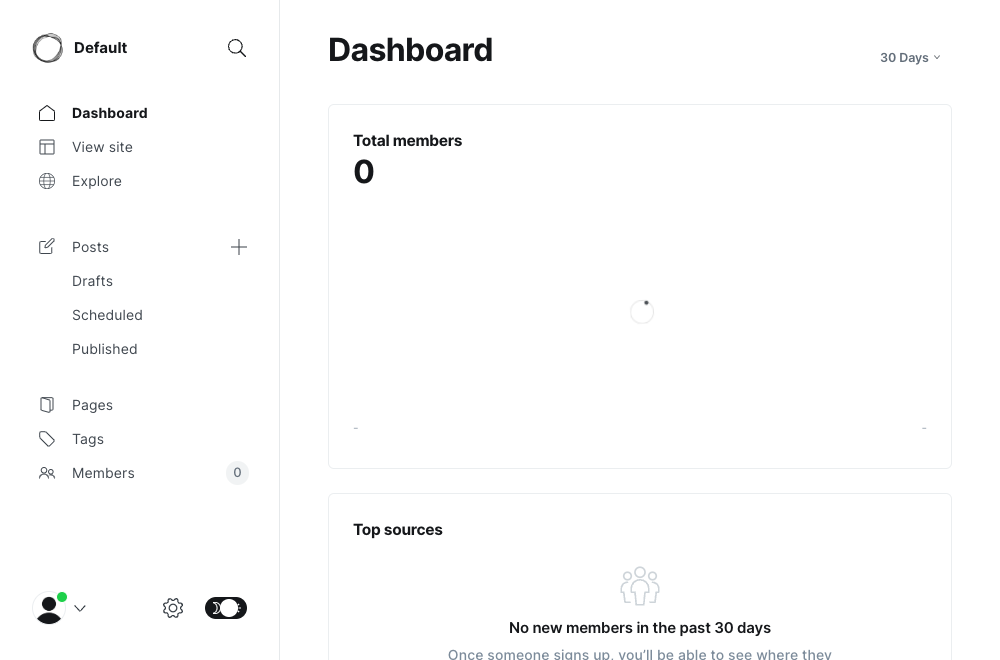 Default
Dashboard
View site
Explore
Posts
Drafts
Scheduled
Published
Pages
Tags
Members
0
Dashboard
30 Days
Total members
0
-
-
Top sources
No new members in the past 30 days
Once someone signs up, you'll be able to see where they